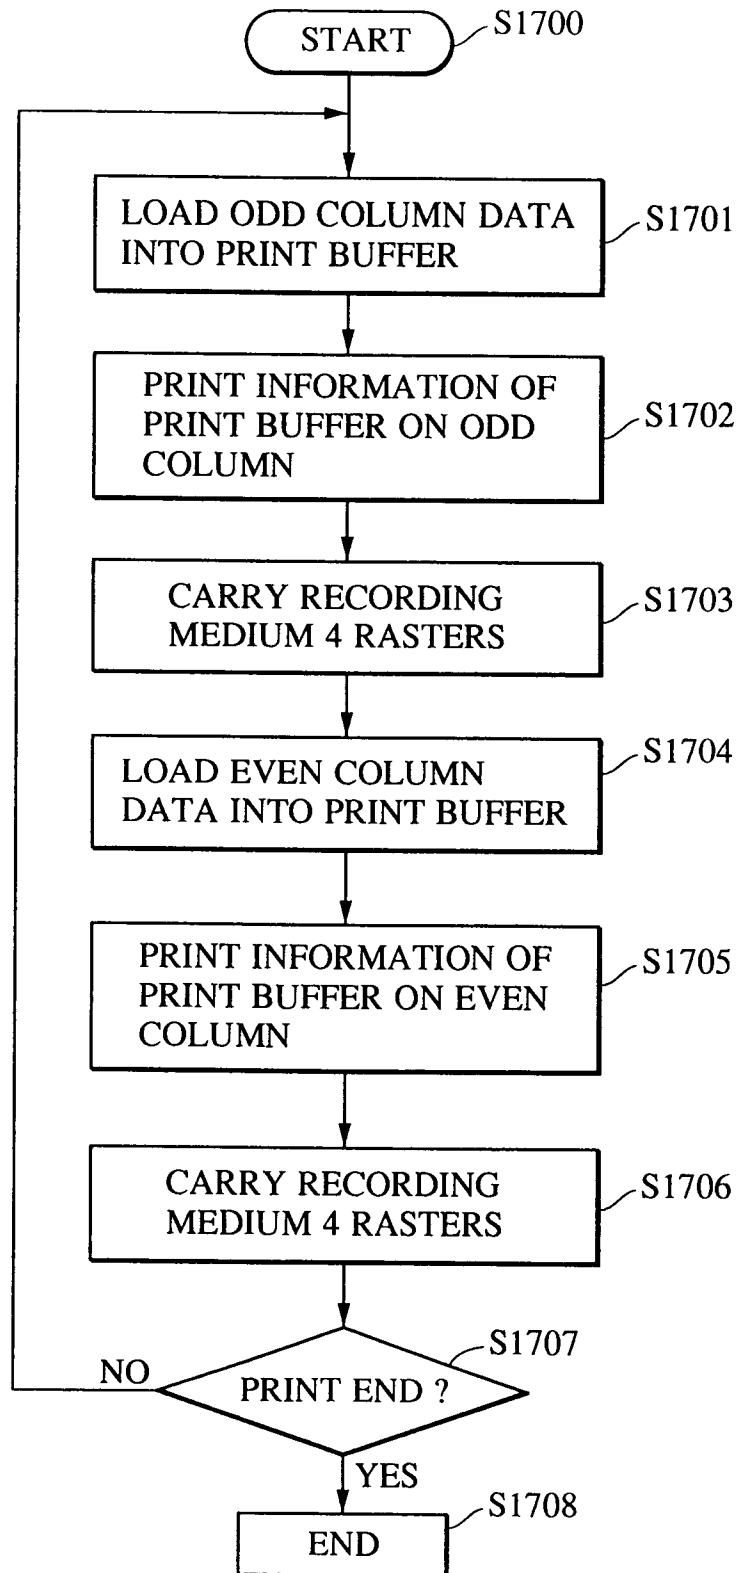 START
S1700
LOAD ODD COLUMN DATA
INTO PRINT BUFFER
S1701
PRINT INFORMATION OF
PRINT BUFFER ON ODD
COLUMN
S1702
CARRY RECORDING
MEDIUM 4 RASTERS
S1703
LOAD EVEN COLUMN
DATA INTO PRINT BUFFER
S1704
PRINT INFORMATION OF
PRINT BUFFER ON EVEN
COLUMN
S1705
CARRY RECORDING
MEDIUM 4 RASTERS
S1706
PRINT END ?
S1707
NO
YES
END
S1708